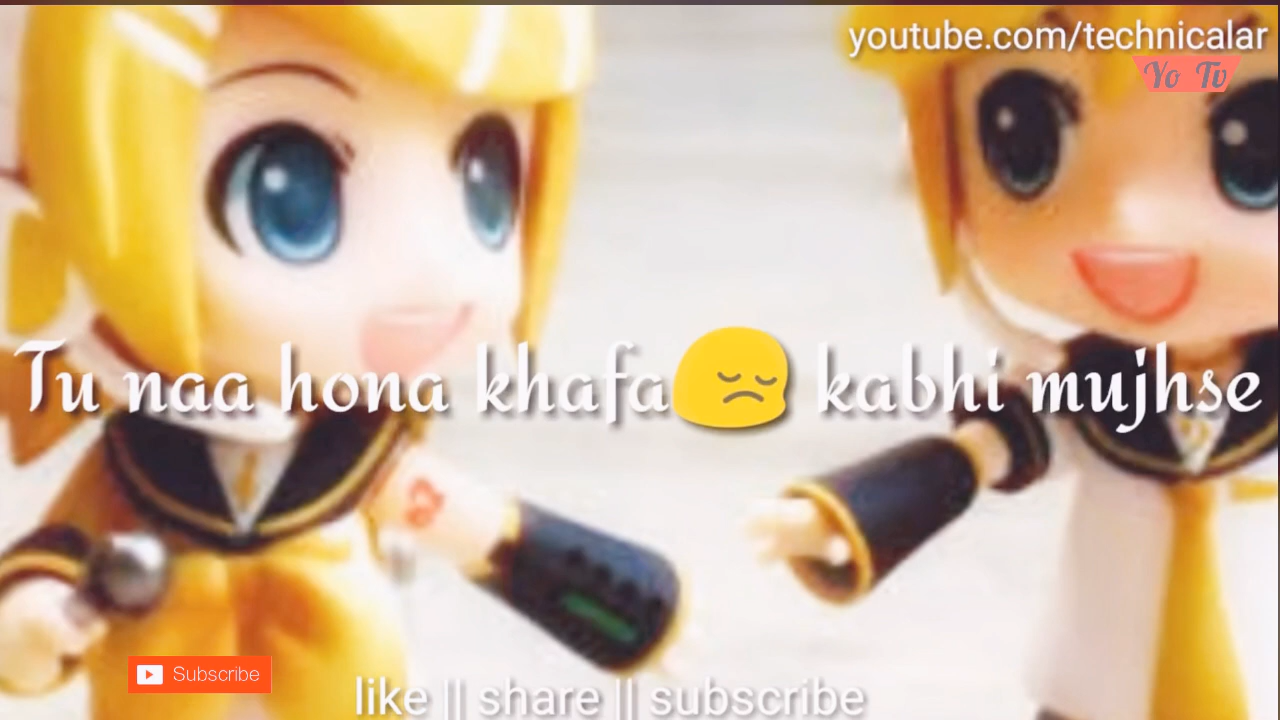 youtube.com/technicalar
Yo Tv
Tu naa hona khafa😔 kabhi mujhse
Subscribe
like || share || subscribe